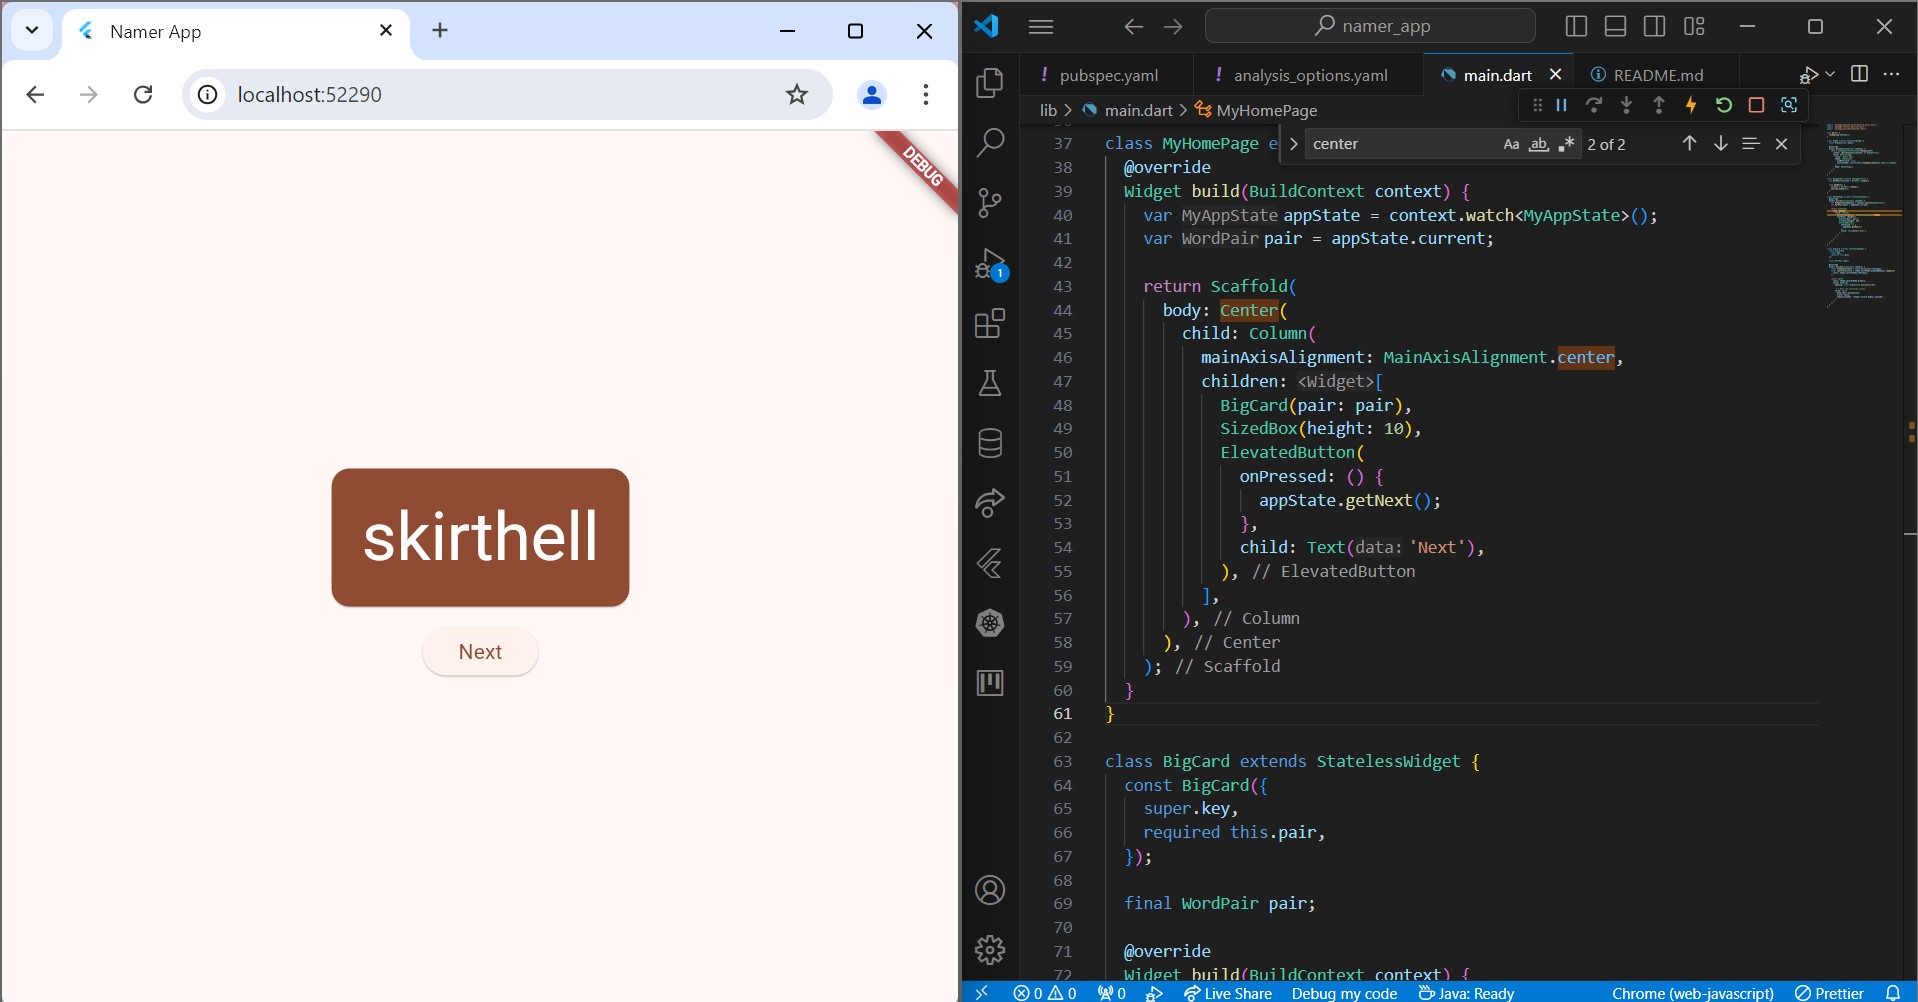 Namer App
localhost:52290
DEBUG
skirthell
Next
namer_app
! pubspec.yaml
! analysis_options.yaml
main.dart
README.md
lib > main.dart > MyHomePage
center
Aa
ab
.*
2 of 2
37 class MyHomePage e
38 @override
39 Widget build(BuildContext context) {
40 var MyAppState appState = context.watch<MyAppState>();
41 var WordPair pair = appState.current;
42
43 return Scaffold(
44 body: Center(
45 child: Column(
46 mainAxisAlignment: MainAxisAlignment.center,
47 children: <Widget>[
48 BigCard(pair: pair),
49 SizedBox(height: 10),
50 ElevatedButton(
51 onPressed: () {
52 appState.getNext();
53 },
54 child: Text(data: 'Next'),
55 ), // ElevatedButton
56 ],
57 ), // Column
58 ), // Center
59 ); // Scaffold
60 }
61 }
62
63 class BigCard extends StatelessWidget {
64 const BigCard({
65 super.key,
66 required this.pair,
67 });
68
69 final WordPair pair;
70
71 @override
72 Widget build(BuildContext context) {
1
0 0 0 Live Share Debug my code Java: Ready Chrome (web-javascript) Prettier